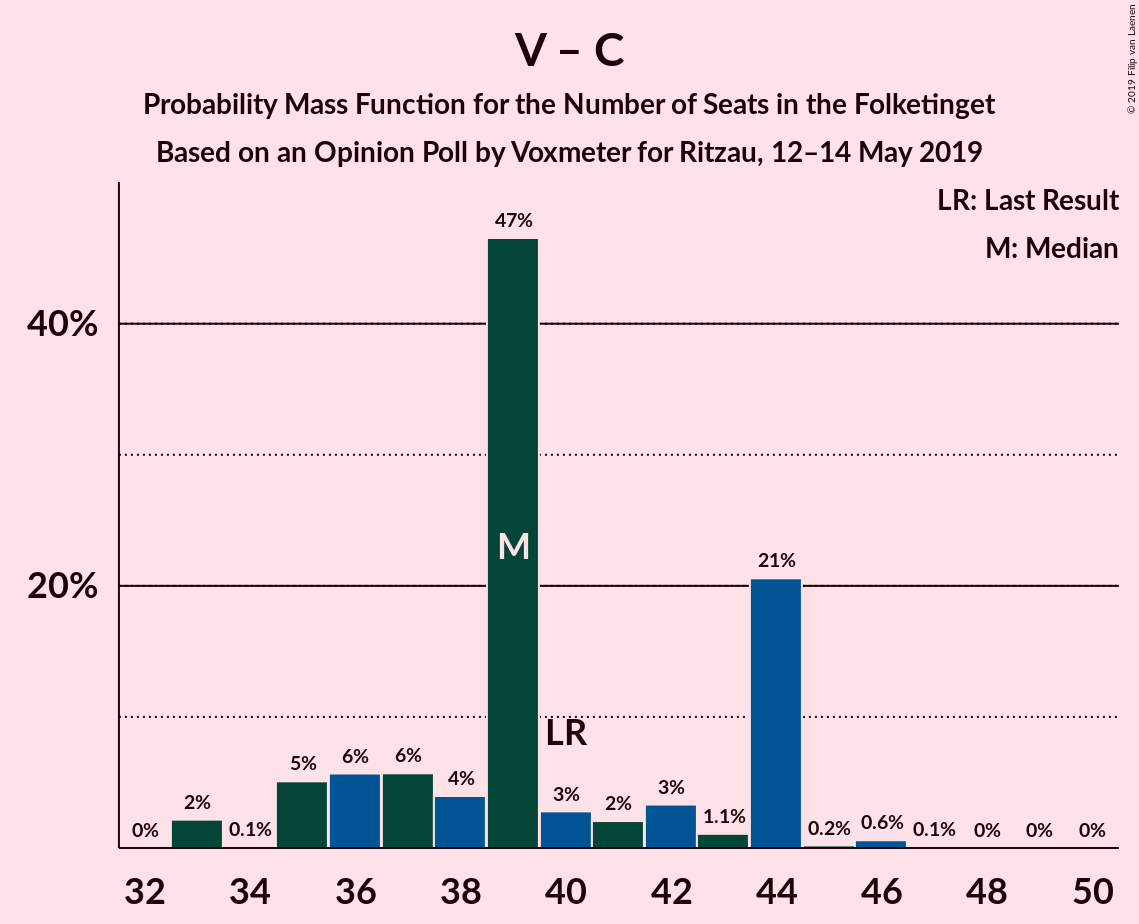 V – C
Probability Mass Function for the Number of Seats in the Folketinget
Based on an Opinion Poll by Voxmeter for Ritzau, 12–14 May 2019
© 2019 Filip van Laenen
LR: Last Result
M: Median
40%
20%
0%
2%
0.1%
5%
6%
6%
4%
47%
M
LR
3%
2%
3%
1.1%
21%
0.2%
0.6%
0.1%
0%
0%
0%
32 34 36 38 40 42 44 46 48 50